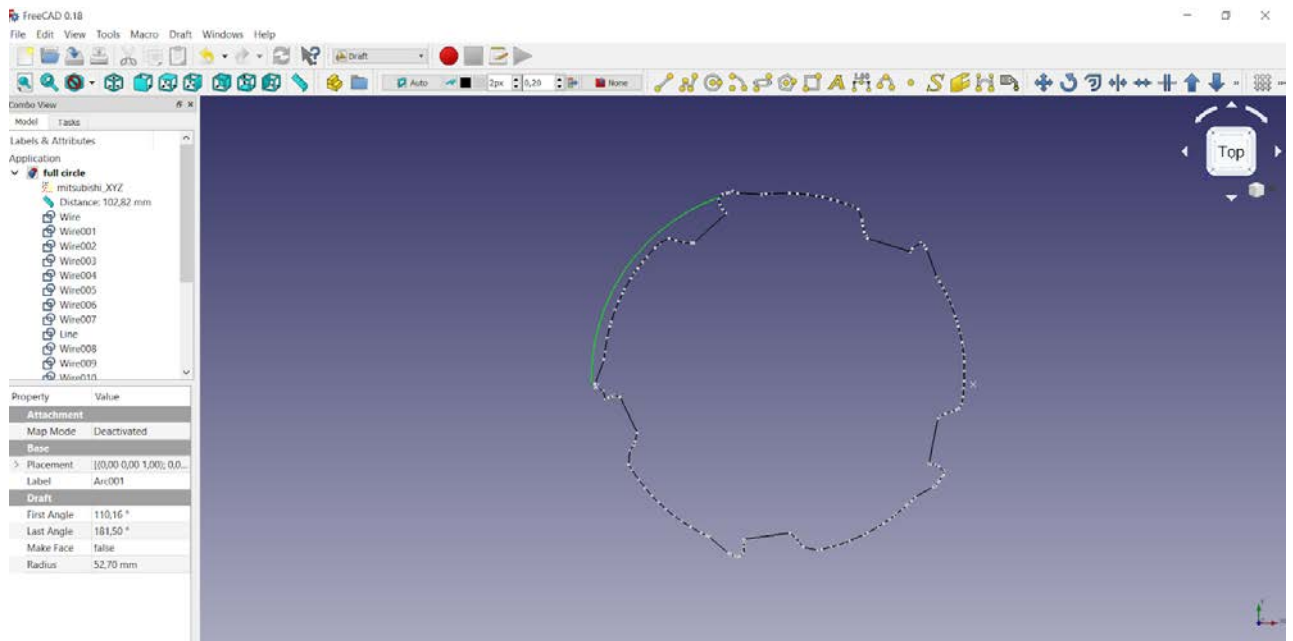 FreeCAD 0.18
File Edit View Tools Macro Draft Windows Help
Draft
Auto 2px 0,20 None
Combo View
Model Tasks
Labels & Attributes
Application
full circle
mitsubishi_XYZ
Distance: 102,82 mm
Wire
Wire001
Wire002
Wire003
Wire004
Wire005
Wire006
Wire007
Line
Wire008
Wire009
Wire010
Property Value
Attachment
Map Mode Deactivated
Base
Placement [(0,00 0,00 1,00); 0,0...
Label Arc001
Draft
First Angle 110,16 °
Last Angle 181,50 °
Make Face false
Radius 52,70 mm
Top